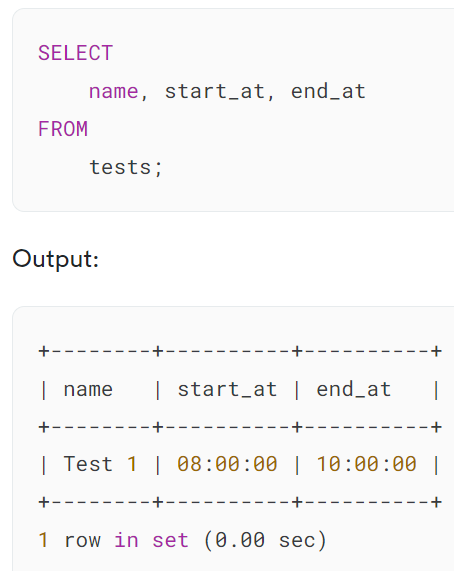 SELECT
    name, start_at, end_at
FROM
    tests;
Output:
+--------+----------+----------+
| name   | start_at | end_at   |
+--------+----------+----------+
| Test 1 | 08:00:00 | 10:00:00 |
+--------+----------+----------+
1 row in set (0.00 sec)